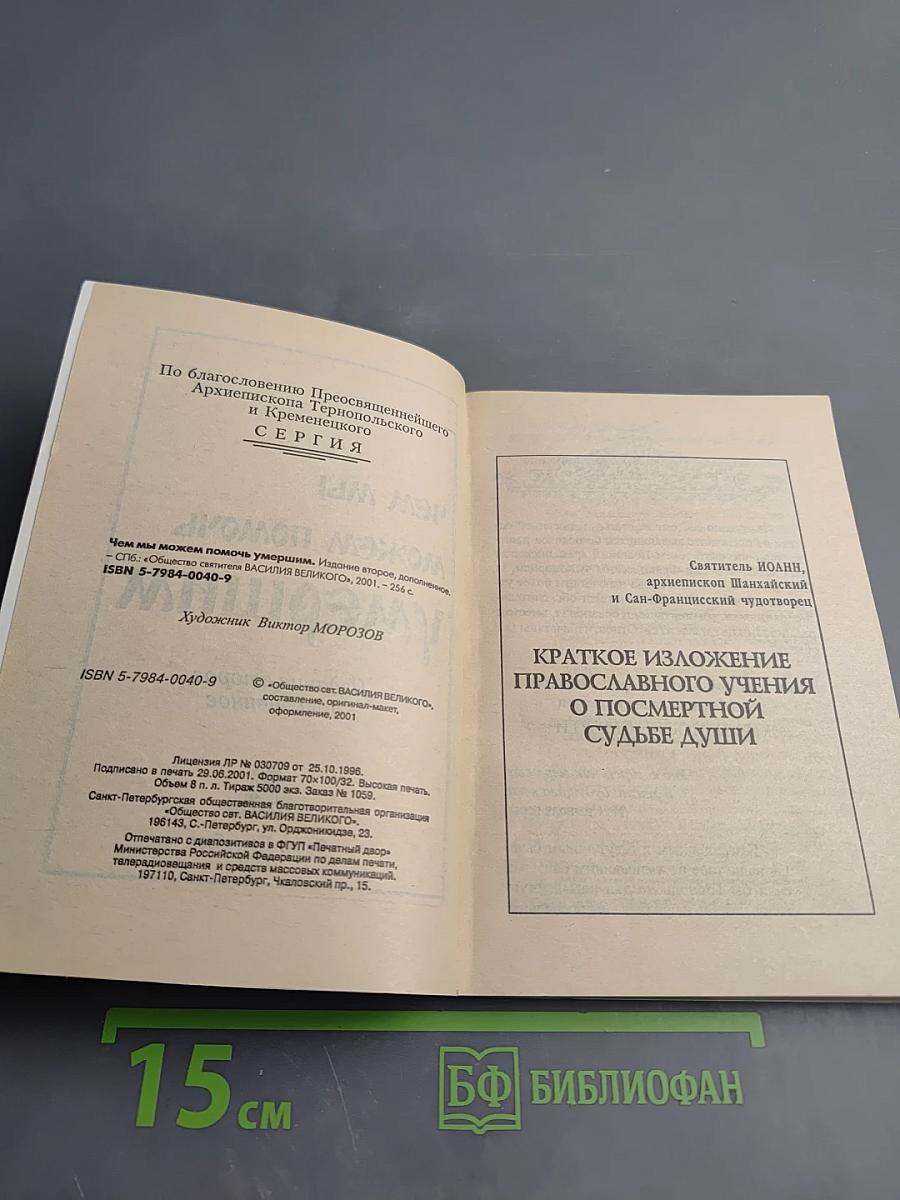 По благословению Преосвященнейшего
Архиепископа Тернопольского
и Кременецкого
СЕРГИЯ
Чем мы можем помочь умершим. Издание второе, дополненное.
– СПб.: «Общество святителя ВАСИЛИЯ ВЕЛИКОГО», 2001. – 256 с.
ISBN 5-7984-0040-9
Художник Виктор МОРОЗОВ
ISBN 5-7984-0040-9
© «Общество свт. ВАСИЛИЯ ВЕЛИКОГО»,
составление, оригинал-макет,
оформление, 2001
Лицензия ЛР № 030709 от 25.10.1996.
Подписано в печать 29.06.2001. Формат 70×100/32. Высокая печать.
Объем 8 п. л. Тираж 5000 экз. Заказ № 1059.
Санкт-Петербургская общественная благотворительная организация
«Общество свт. ВАСИЛИЯ ВЕЛИКОГО».
196143, С.-Петербург, ул. Орджоникидзе, 23.
Отпечатано с диапозитивов в ФГУП «Печатный двор»
Министерства Российской Федерации по делам печати,
телерадиовещания и средств массовых коммуникаций.
197110, Санкт-Петербург, Чкаловский пр., 15.
Святитель ИОАНН,
архиепископ Шанхайский
и Сан-Францисский чудотворец
КРАТКОЕ ИЗЛОЖЕНИЕ
ПРАВОСЛАВНОГО УЧЕНИЯ
О ПОСМЕРТНОЙ
СУДЬБЕ ДУШИ
15 см
БФ БИБЛИОФАН